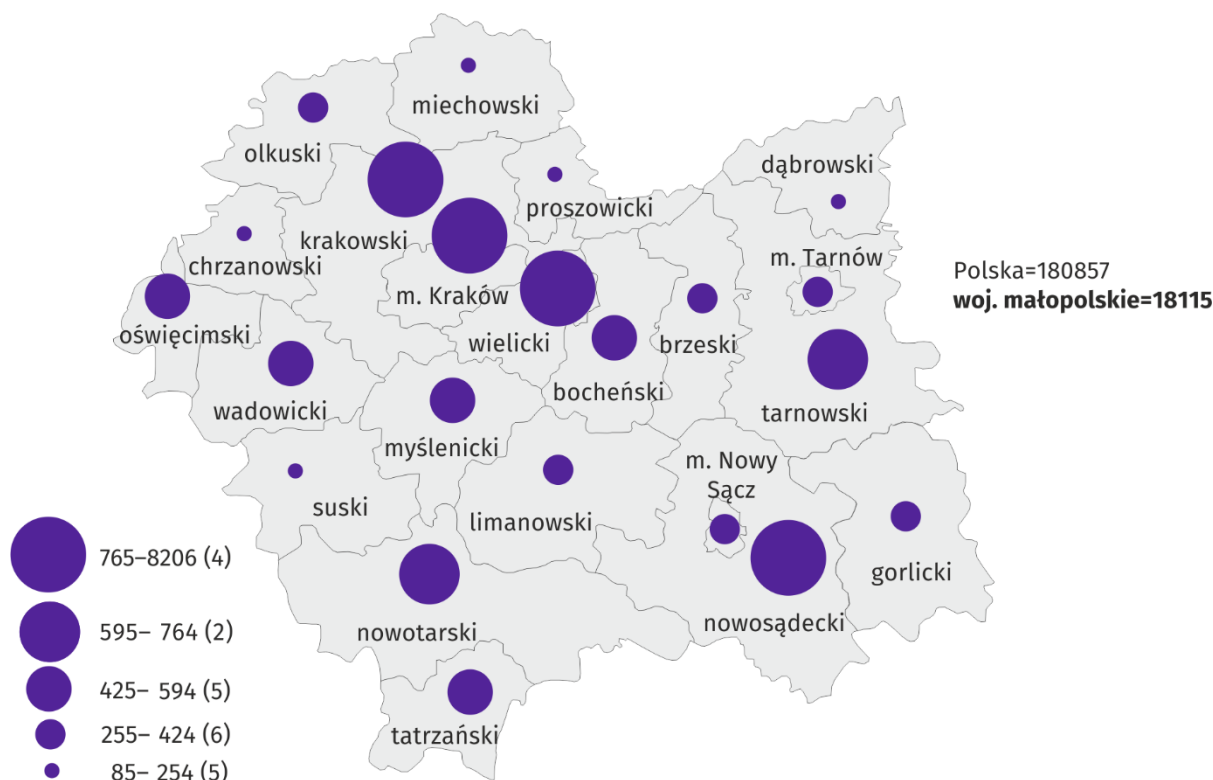 miechowski
olkuski
dąbrowski
proszowicki
krakowski
chrzanowski
m. Tarnów
Polska=180857
m. Kraków
woj. małopolskie=18115
oświęcimski
wielicki
brzeski
bocheński
wadowicki
tarnowski
myślenicki
m. Nowy
Sącz
suski
limanowski
765–8206 (4)
gorlicki
595– 764 (2)
nowotarski
nowosądecki
425– 594 (5)
255– 424 (6)
tatrzański
85– 254 (5)